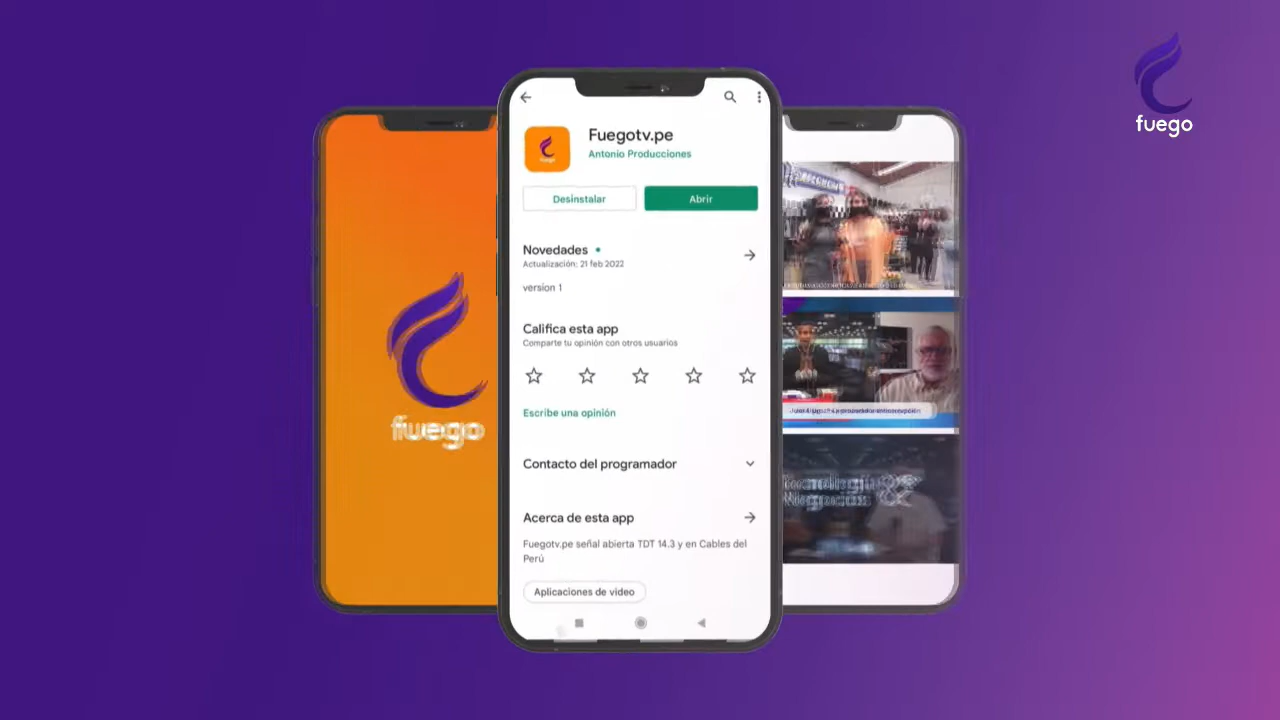 Fuegotv.pe
Antonio Producciones
fuego
Desinstalar
Abrir
Novedades
Actualización: 21 feb 2022
version 1
Califica esta app
Comparte tu opinión con otros usuarios
Escribe una opinión
Contacto del programador
Acerca de esta app
Fuegotv.pe señal abierta TDT 14.3 y en Cables del
Perú
Aplicaciones de video
fuego
fuego